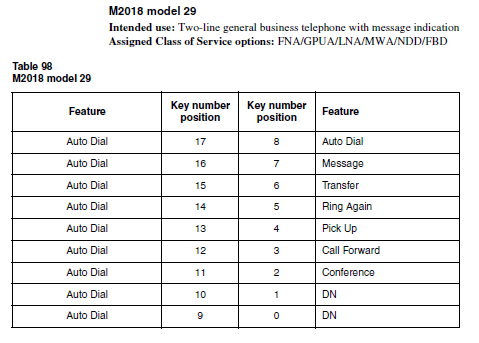 M2018 model 29
Intended use: Two-line general business telephone with message indication
Assigned Class of Service options: FNA/GPUA/LNA/MWA/NDD/FBD
Table 98
M2018 model 29
Feature Key number position Key number position Feature
Auto Dial 17 8 Auto Dial
Auto Dial 16 7 Message
Auto Dial 15 6 Transfer
Auto Dial 14 5 Ring Again
Auto Dial 13 4 Pick Up
Auto Dial 12 3 Call Forward
Auto Dial 11 2 Conference
Auto Dial 10 1 DN
Auto Dial 9 0 DN